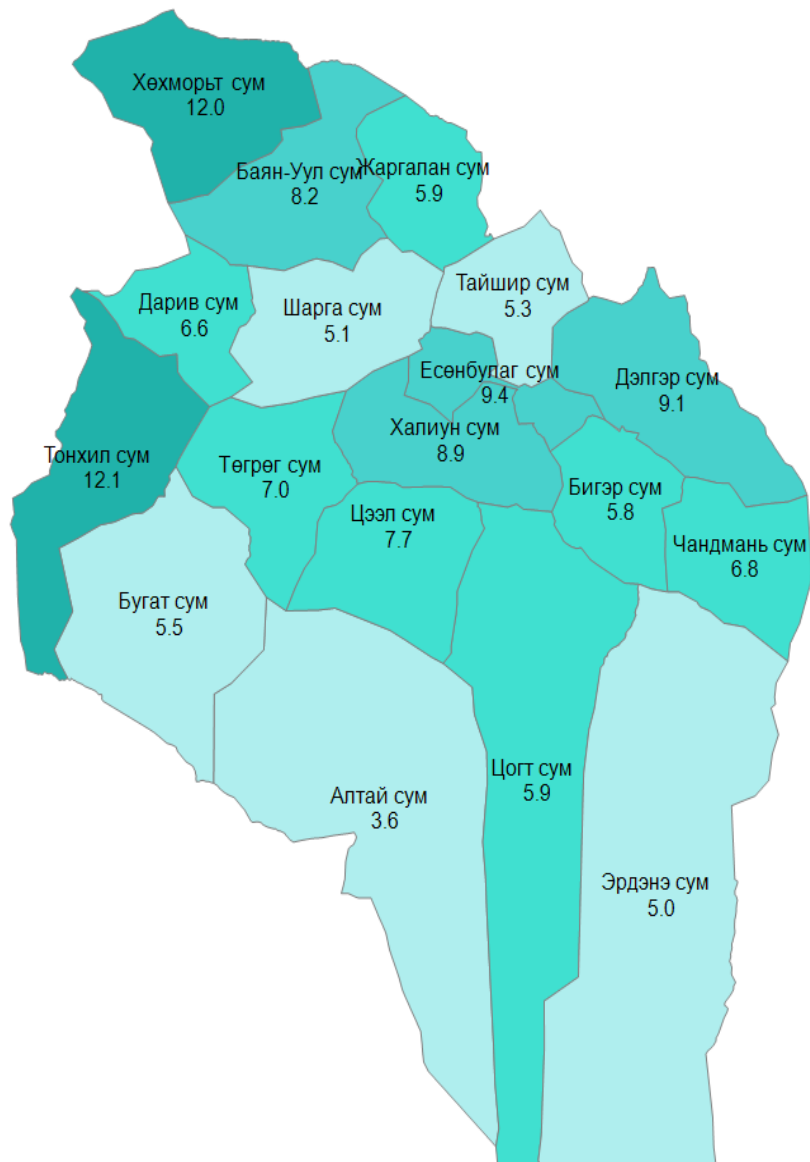 Хөхморьт сум
12.0
Баян-Уул сум
8.2
Жаргалан сум
5.9
Тайшир сум
5.3
Дарив сум
6.6
Шарга сум
5.1
Есөнбулаг сум
9.4
Дэлгэр сум
9.1
Халиун сум
8.9
Тонхил сум
12.1
Төгрөг сум
7.0
Бигэр сум
5.8
Цээл сум
7.7
Чандмань сум
6.8
Бугат сум
5.5
Цогт сум
5.9
Алтай сум
3.6
Эрдэнэ сум
5.0